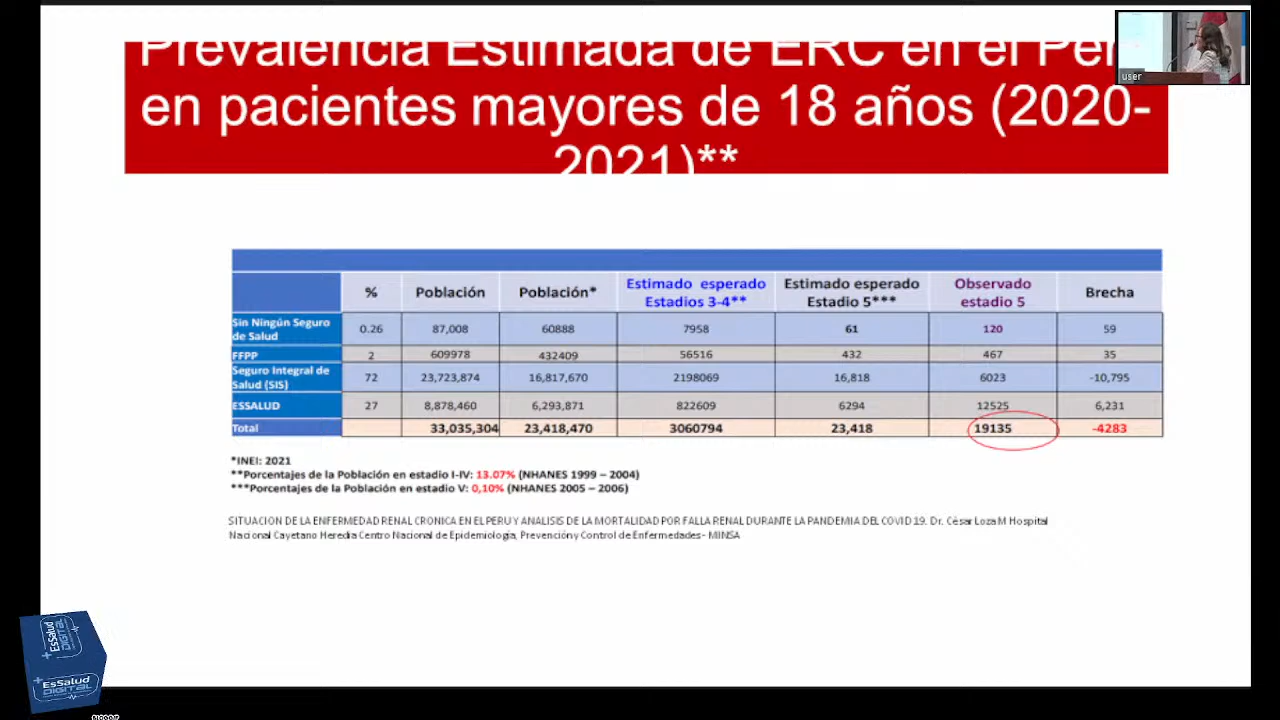 Prevalencia Estimada de ERC en el Per
en pacientes mayores de 18 años (2020-
2021)**
user
% Población Población* Estimado esperado Estadios 3-4** Estimado esperado Estadio 5*** Observado estadio 5 Brecha
Sin Ningún Seguro de Salud 0.26 87,008 60888 7958 61 120 59
FFPP 2 609978 432409 56516 432 467 35
Seguro Integral de Salud (SIS) 72 23,723,874 16,817,670 2198069 16,818 6023 -10,795
ESSALUD 27 8,878,460 6,293,871 822609 6294 12525 6,231
Total 33,035,304 23,418,470 3060794 23,418 19135 -4283
*INEI: 2021
**Porcentajes de la Población en estadio I-IV: 13.07% (NHANES 1999 – 2004)
***Porcentajes de la Población en estadio V: 0,10% (NHANES 2005 – 2006)
SITUACION DE LA ENFERMEDAD RENAL CRONICA EN EL PERU Y ANALISIS DE LA MORTALIDAD POR FALLA RENAL DURANTE LA PANDEMIA DEL COVID 19. Dr. Cèsar Loza M Hospital
Nacional Cayetano Heredia Centro Nacional de Epidemiología, Prevención y Control de Enfermedades- MINSA
EsSalud
DIGITAL
EsSalud
DIGITAL